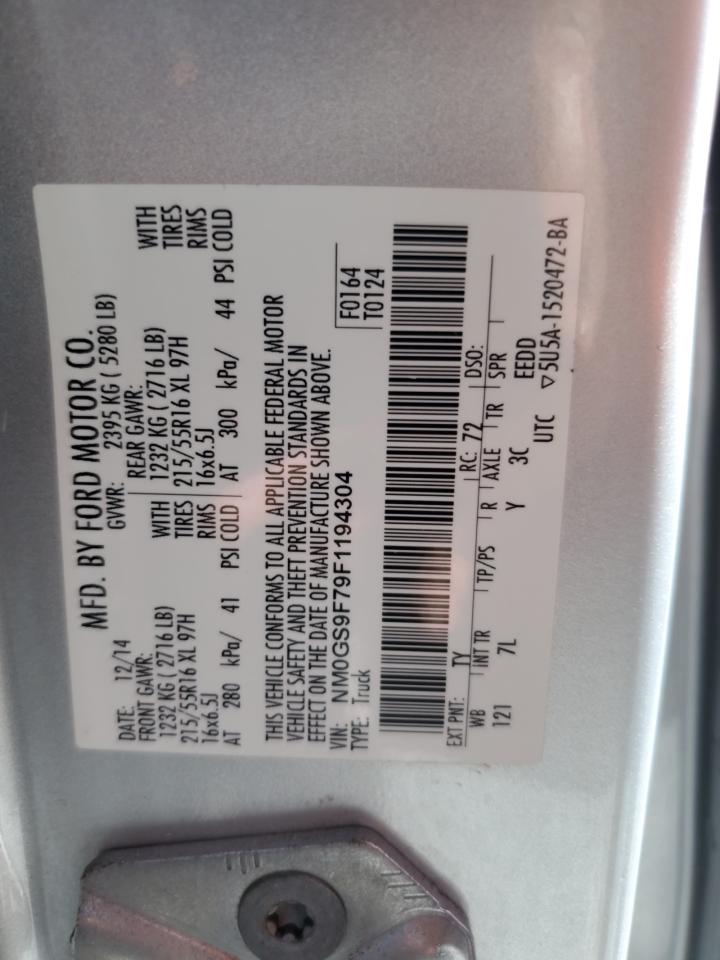 MFD. BY FORD MOTOR CO.
DATE: 12/14 GVWR: 2395 KG ( 5280 LB)
FRONT GAWR: REAR GAWR:
1232 KG ( 2716 LB) WITH 1232 KG ( 2716 LB) WITH
215/55R16 XL 97H TIRES 215/55R16 XL 97H TIRES
16x6.5J RIMS 16x6.5J RIMS
AT 280 kPa/ 41 PSI COLD AT 300 kPa/ 44 PSI COLD
THIS VEHICLE CONFORMS TO ALL APPLICABLE FEDERAL MOTOR
VEHICLE SAFETY AND THEFT PREVENTION STANDARDS IN
EFFECT ON THE DATE OF MANUFACTURE SHOWN ABOVE.
VIN: NM0GS9F79F1194304 F0164
TYPE: Truck T0124
EXT PNT: TY RC: 72 DSO:
WB INT TR TP/PS R AXLE TR SPR
121 7L Y 3C EEDD
UTC ▽5U5A-1520472-BA